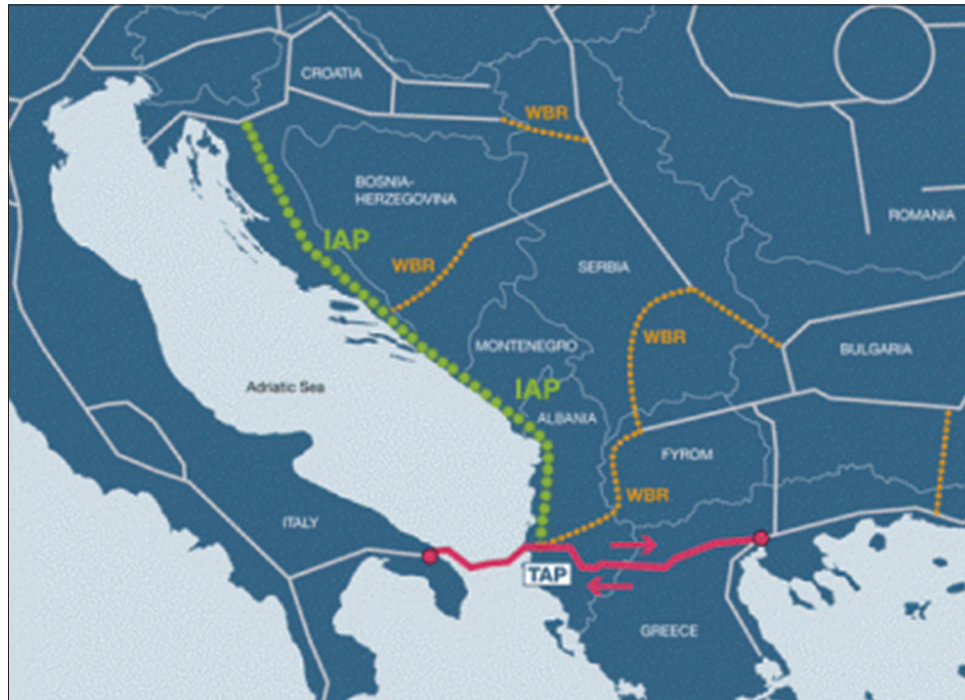 CROATIA
WBR
BOSNIA-
HERZEGOVINA
ROMANIA
IAP
WBR
SERBIA
WBR
MONTENEGRO
BULGARIA
Adriatic Sea
IAP
ALBANIA
FYROM
WBR
ITALY
TAP
GREECE